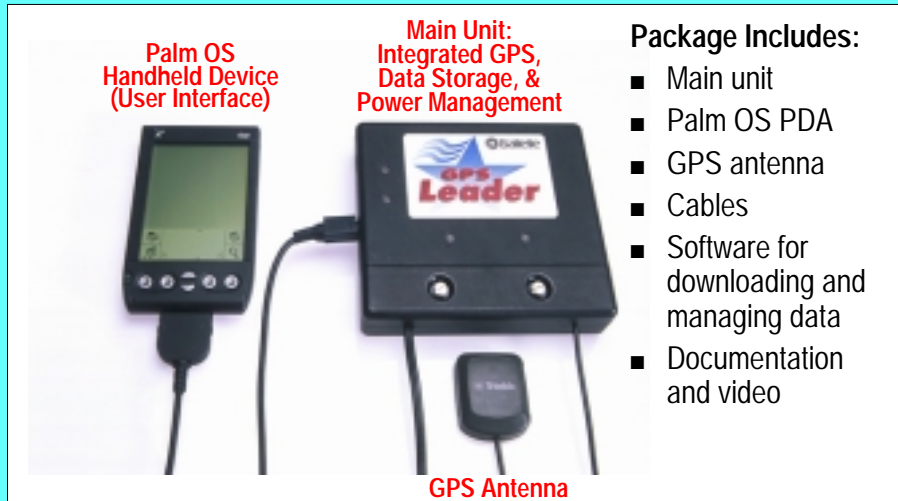 Palm OS
Handheld Device
(User Interface)
Main Unit:
Integrated GPS,
Data Storage, &
Power Management
GPS
Leader
Trimble
GPS Antenna
Package Includes:
■ Main unit
■ Palm OS PDA
■ GPS antenna
■ Cables
■ Software for
downloading and
managing data
■ Documentation
and video